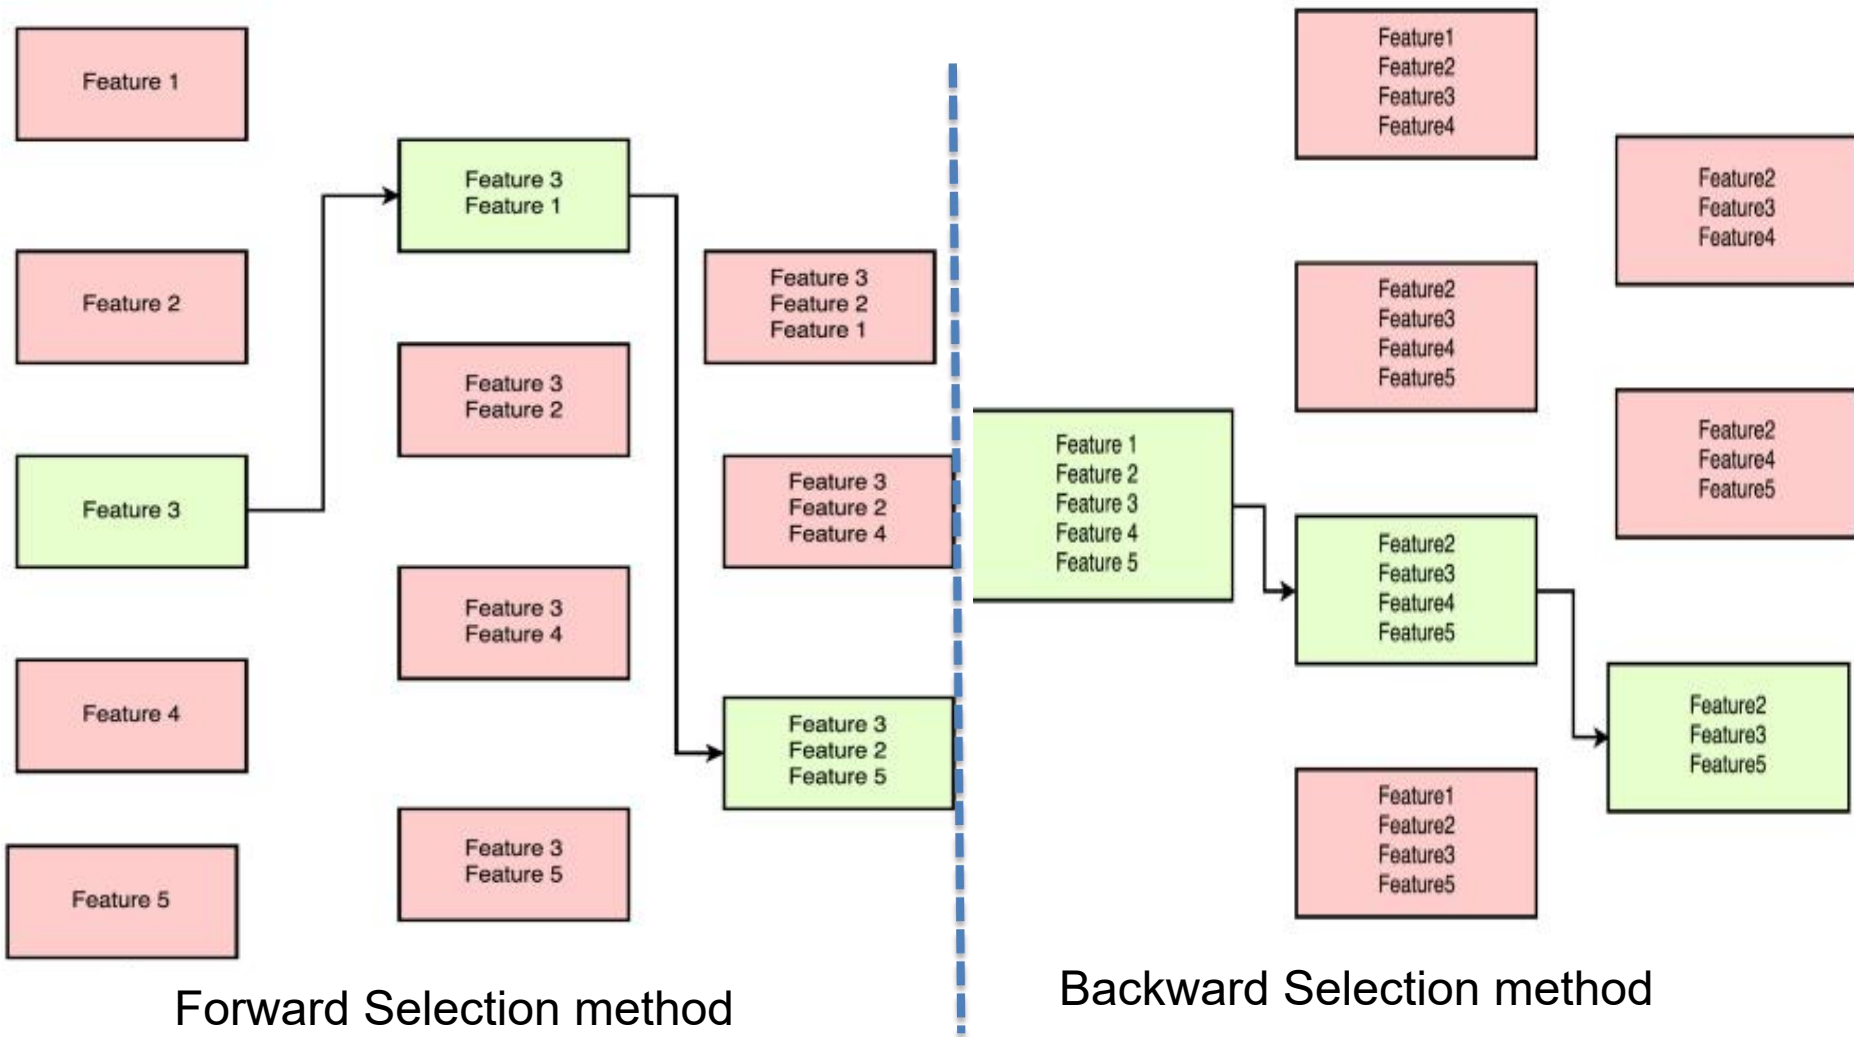 Feature 1
Feature 2
Feature 3
Feature 4
Feature 5
Feature 3
Feature 1
Feature 3
Feature 2
Feature 3
Feature 4
Feature 3
Feature 5
Feature 3
Feature 2
Feature 1
Feature 3
Feature 2
Feature 4
Feature 3
Feature 2
Feature 5
Forward Selection method
Feature 1
Feature 2
Feature 3
Feature 4
Feature 5
Feature1
Feature2
Feature3
Feature4
Feature2
Feature3
Feature4
Feature5
Feature2
Feature3
Feature4
Feature5
Feature1
Feature2
Feature3
Feature5
Feature2
Feature3
Feature4
Feature2
Feature4
Feature5
Feature2
Feature3
Feature5
Backward Selection method